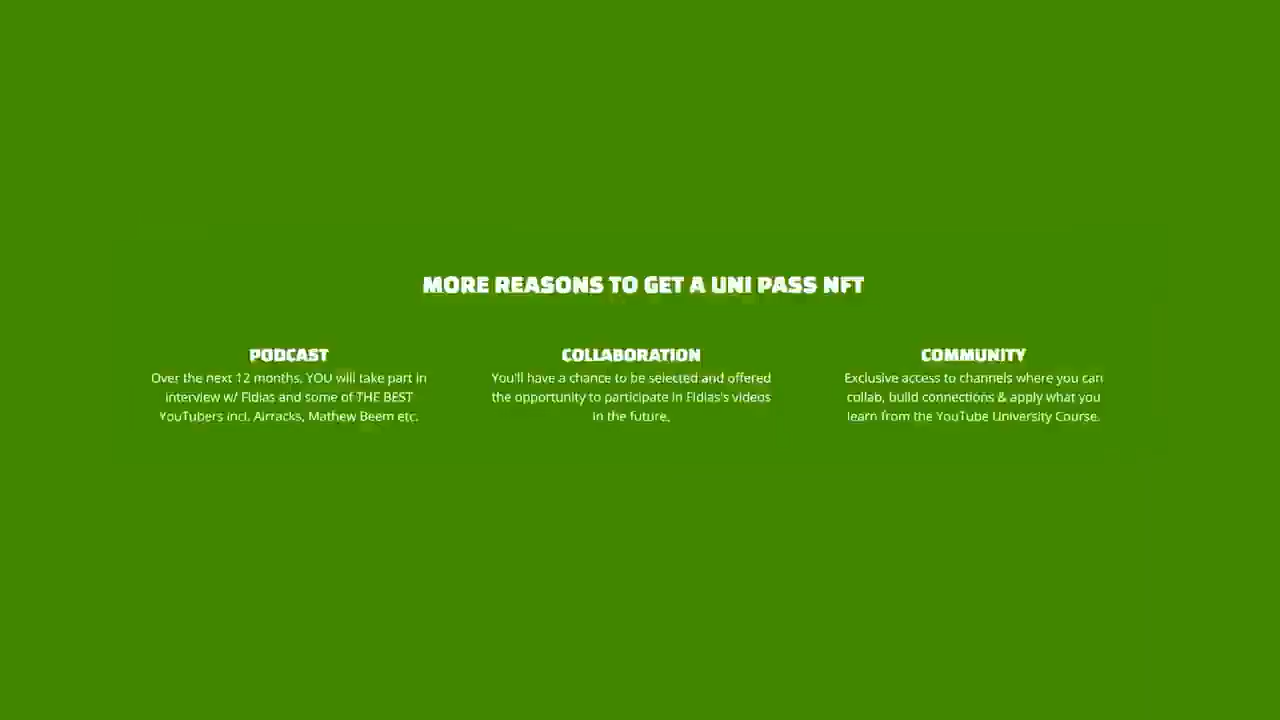 MORE REASONS TO GET A UNI PASS NFT
PODCAST
Over the next 12 months, YOU will take part in
interview w/ Fidias and some of THE BEST
YouTubers incl. Airracks, Mathew Beem etc.
COLLABORATION
You'll have a chance to be selected and offered
the opportunity to participate in Fidias's videos
in the future.
COMMUNITY
Exclusive access to channels where you can
collab, build connections & apply what you
learn from the YouTube University Course.